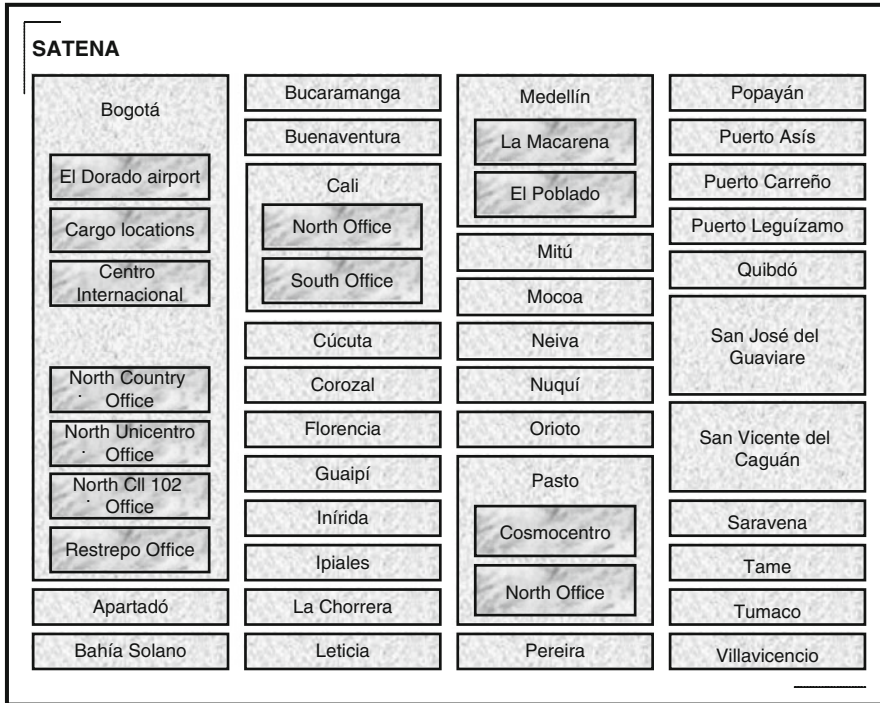 SATENA
Bogotá
El Dorado airport
Cargo locations
Centro
Internacional
North Country
Office
North Unicentro
Office
North Cll 102
Office
Restrepo Office
Apartadó
Bahía Solano
Bucaramanga
Buenaventura
Cali
North Office
South Office
Cúcuta
Corozal
Florencia
Guaipí
Inírida
Ipiales
La Chorrera
Leticia
Medellín
La Macarena
El Poblado
Mitú
Mocoa
Neiva
Nuquí
Orioto
Pasto
Cosmocentro
North Office
Pereira
Popayán
Puerto Asís
Puerto Carreño
Puerto Leguízamo
Quibdó
San José del
Guaviare
San Vicente del
Caguán
Saravena
Tame
Tumaco
Villavicencio